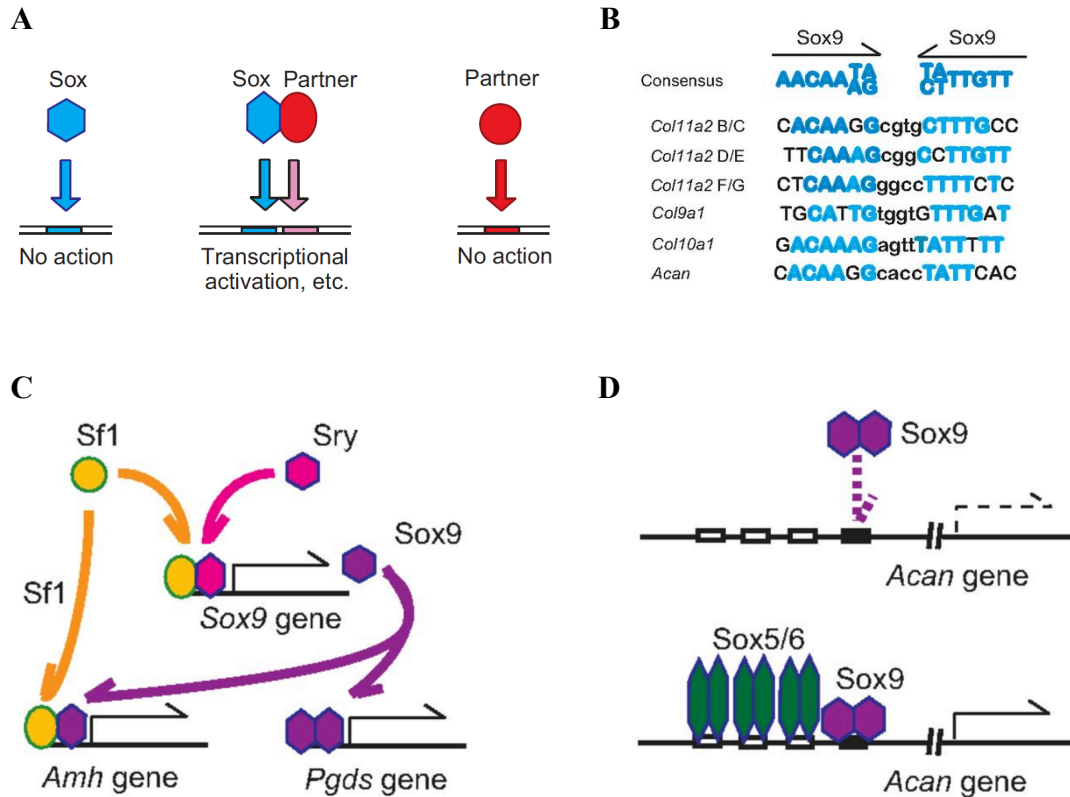 A
Sox
Sox Partner
Partner
No action
Transcriptional
activation, etc.
No action
B
Sox9 Sox9
Consensus AACAATA TATTGTT
AG CT
Col11a2 B/C CACAAGGcgtgCTTTGCC
Col11a2 D/E TTCAAAGcggCCTTGTT
Col11a2 F/G CTCAAAGggccTTTTCTC
Col9a1 TGCATTGtggtGTTTGAT
Col10a1 GACAAAGagttTATTTTT
Acan CACAAGGcaccTATTCAC
C
Sf1
Sry
Sox9
Sf1
Sox9 gene
Amh gene
Pgds gene
D
Sox9
Acan gene
Sox5/6
Sox9
Acan gene